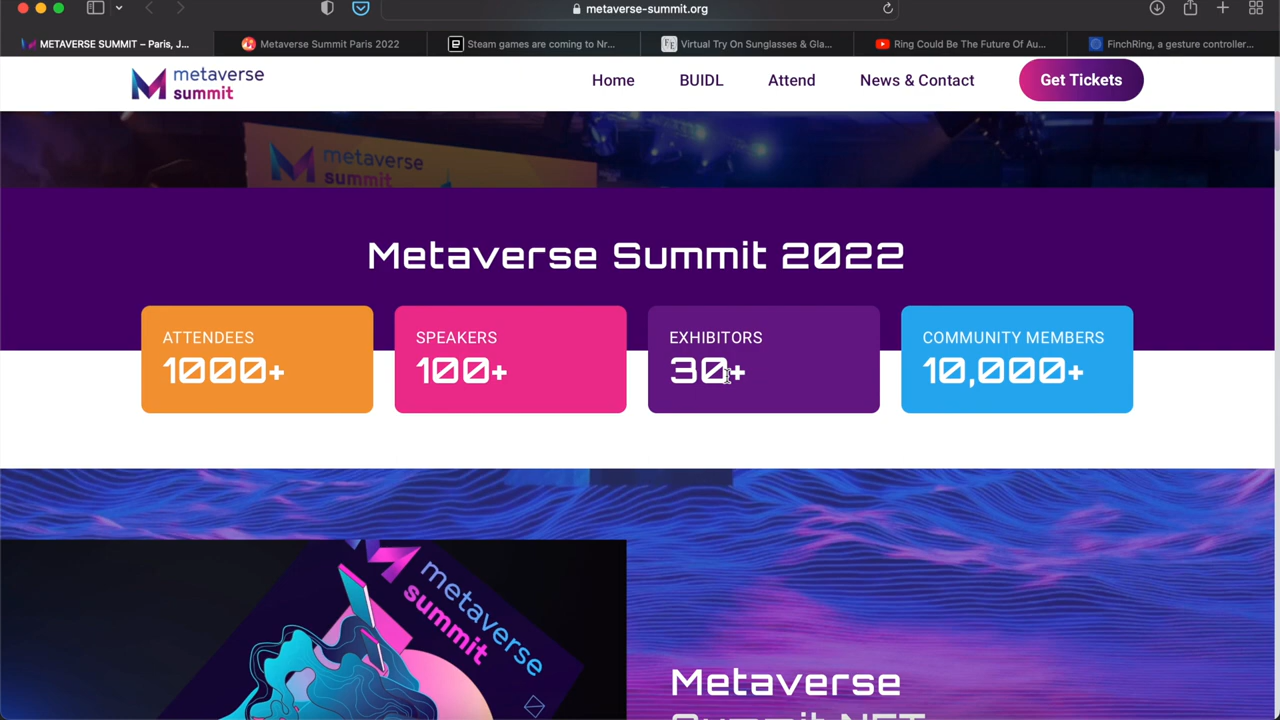 metaverse-summit.org
METAVERSE SUMMIT – Paris, J...
Metaverse Summit Paris 2022
Steam games are coming to Nr...
Virtual Try On Sunglasses & Gla...
Ring Could Be The Future Of Au...
FinchRing, a gesture controller...
metaverse
summit
Home
BUIDL
Attend
News & Contact
Get Tickets
metaverse
summit
Metaverse Summit 2022
ATTENDEES
1000+
SPEAKERS
100+
EXHIBITORS
30+
COMMUNITY MEMBERS
10,000+
metaverse
summit
Metaverse
Summit NFT